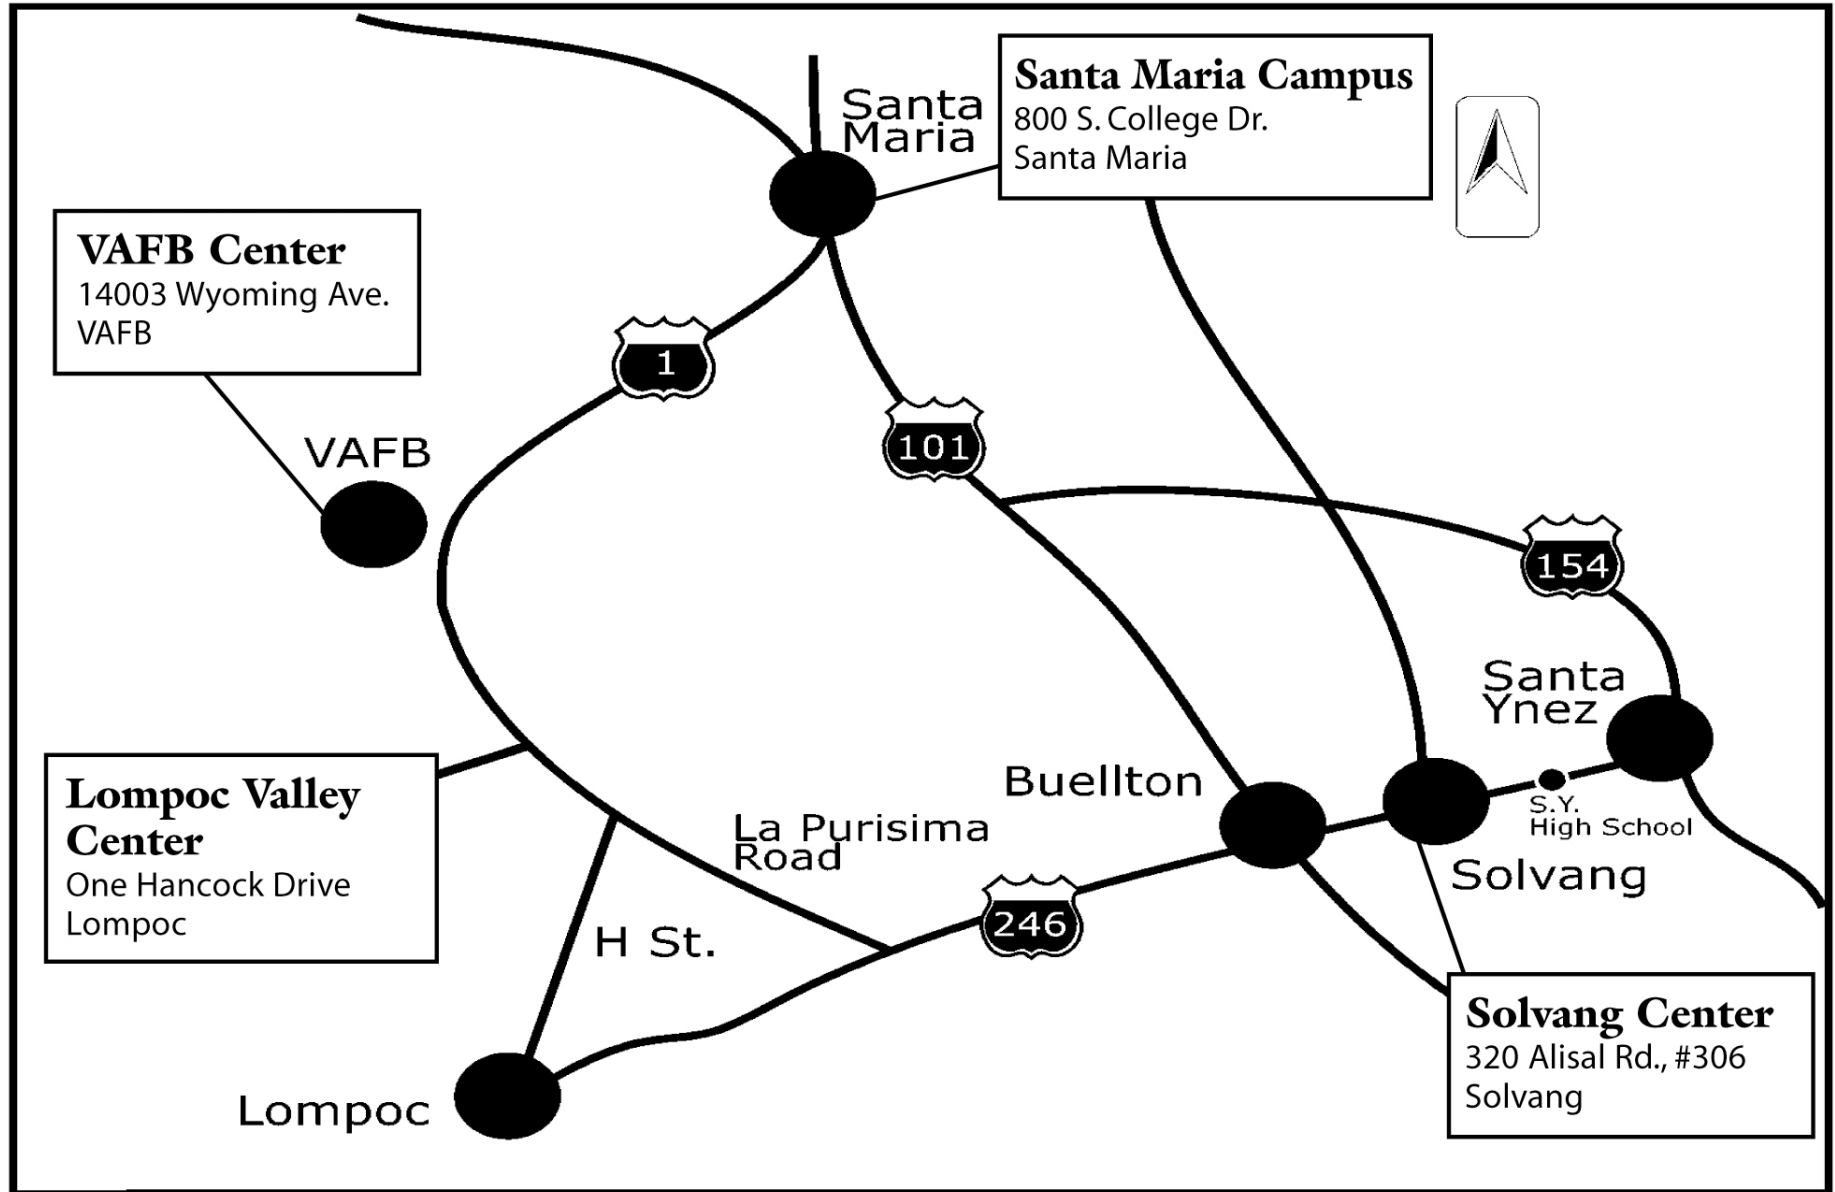 Santa
Maria
Santa Maria Campus
800 S. College Dr.
Santa Maria
VAFB Center
14003 Wyoming Ave.
VAFB
1
101
VAFB
154
Santa
Ynez
Buellton
Lompoc Valley
Center
One Hancock Drive
Lompoc
La Purisima
Road
S.Y.
High School
Solvang
246
H St.
Solvang Center
320 Alisal Rd., #306
Solvang
Lompoc